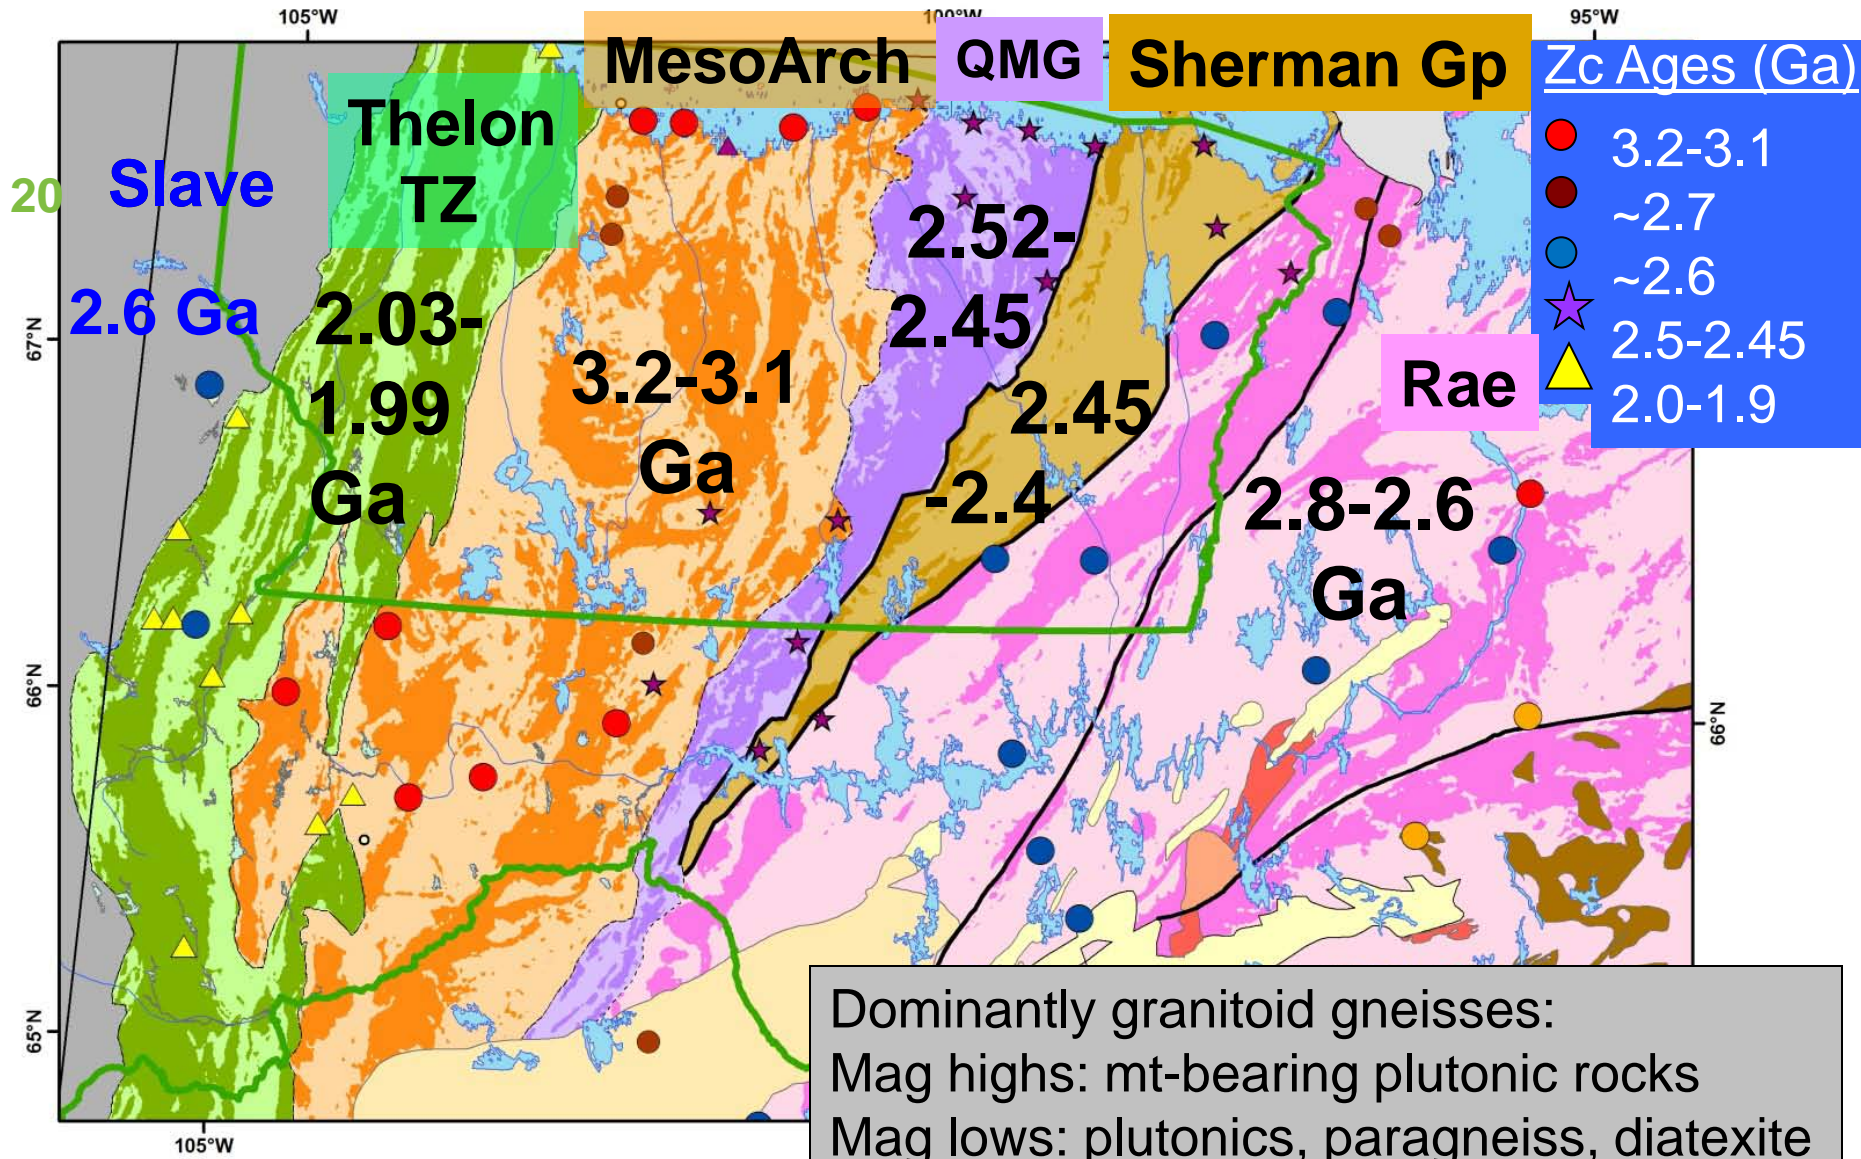 105°W
100°W
95°W
MesoArch
QMG
Sherman Gp
Zc Ages (Ga)
3.2-3.1
~2.7
~2.6
2.5-2.45
2.0-1.9
Thelon
TZ
20
Slave
2.6 Ga
2.03-
1.99
Ga
3.2-3.1
Ga
2.52-
2.45
2.45
-2.4
Rae
2.8-2.6
Ga
67°N
66°N
65°N
66°N
105°W
Dominantly granitoid gneisses:
Mag highs: mt-bearing plutonic rocks
Mag lows: plutonics, paragneiss, diatexite